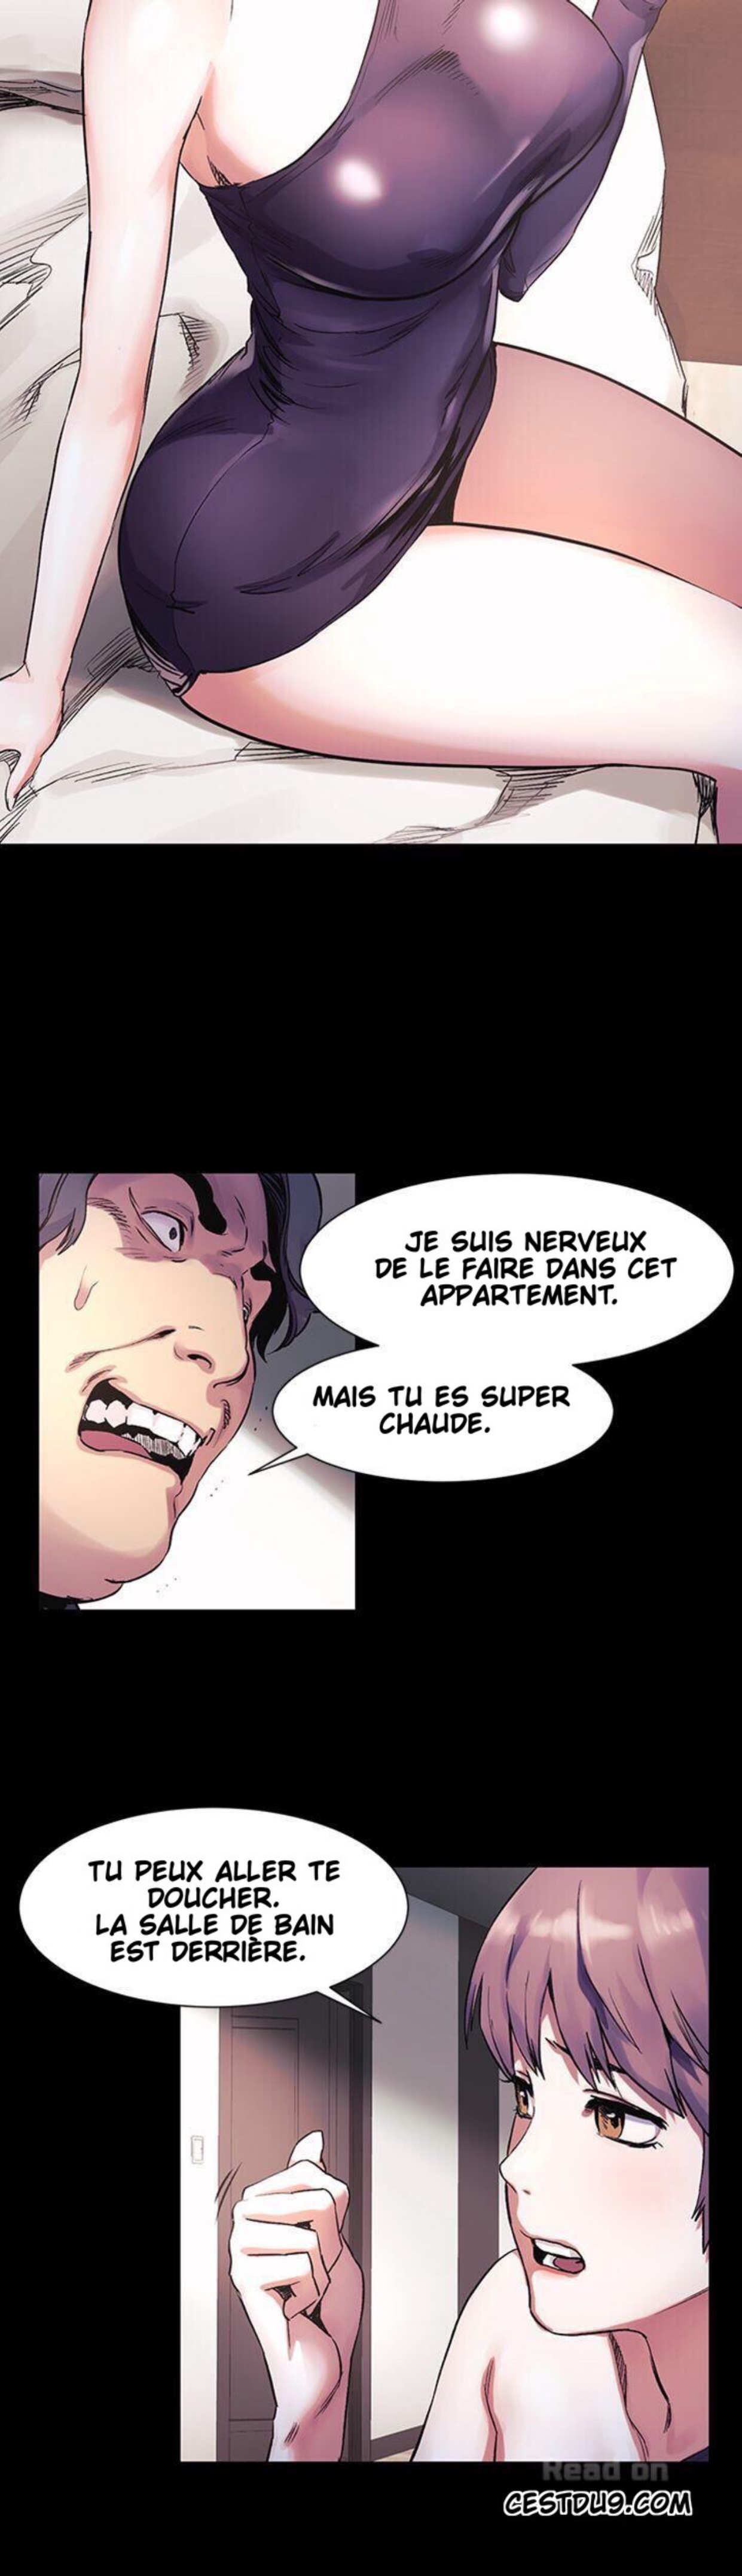 JE SUIS NERVEUX
DE LE FAIRE DANS CET
APPARTEMENT.
MAIS TU ES SUPER
CHAUDE.
TU PEUX ALLER TE
DOUCHER.
LA SALLE DE BAIN
EST DERRIÈRE.
Read on
CESTDU9.COM